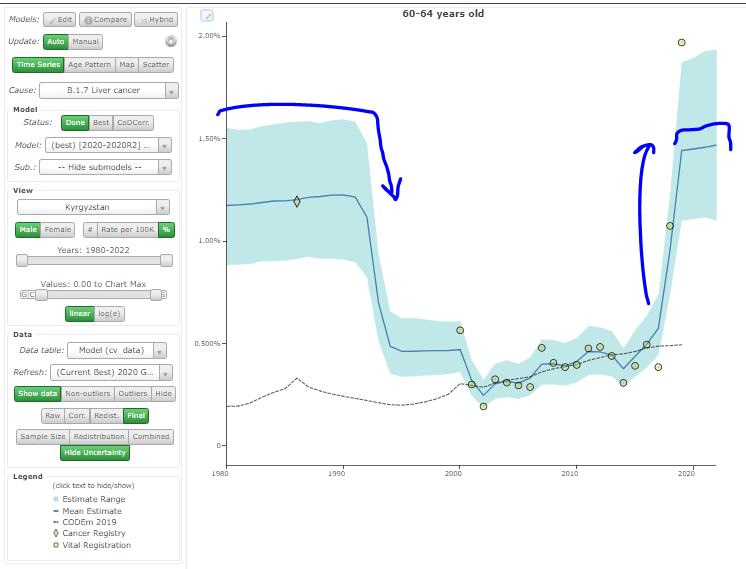 Models: Edit Compare Hybrid
Update: Auto Manual
Time Series Age Pattern Map Scatter
Cause: B.1.7 Liver cancer
Model
Status: Done Best CoDCorr.
Model: (best) [2020-2020R2] ...
Sub.: -- Hide submodels --
View
Kyrgyzstan
Male Female # Rate per 100K %
Years: 1980-2022
Values: 0.00 to Chart Max
linear log(e)
Data
Data table: Model (cv_data)
Refresh: (Current Best) 2020 G...
Show data Non-outliers Outliers Hide
Raw Corr. Redist. Final
Sample Size Redistribution Combined
Hide Uncertainty
Legend
(click text to hide/show)
Estimate Range
Mean Estimate
CODEm 2019
Cancer Registry
Vital Registration
60-64 years old
2.00%
1.50%
1.00%
0.500%
0
1980 1990 2000 2010 2020